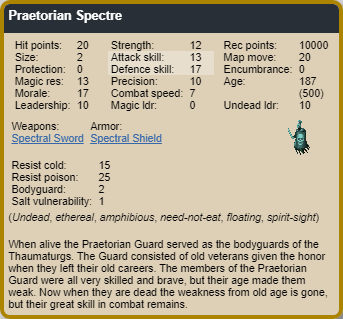 Praetorian Spectre
Hit points: 20 Strength: 12 Rec points: 10000
Size: 2 Attack skill: 13 Map move: 20
Protection: 0 Defence skill: 17 Encumbrance: 0
Magic res: 13 Precision: 10 Age: 187
Morale: 17 Combat speed: 7 (500)
Leadership: 10 Magic ldr: 0 Undead ldr: 10
Weapons: Armor:
Spectral Sword Spectral Shield
Resist cold: 15
Resist poison: 25
Bodyguard: 2
Salt vulnerability: 1
(Undead, ethereal, amphibious, need-not-eat, floating, spirit-sight)
When alive the Praetorian Guard served as the bodyguards of the
Thaumaturgs. The Guard consisted of old veterans given the honor
when they left their old careers. The members of the Praetorian
Guard were all very skilled and brave, but their age made them
weak. Now when they are dead the weakness from old age is gone,
but their great skill in combat remains.